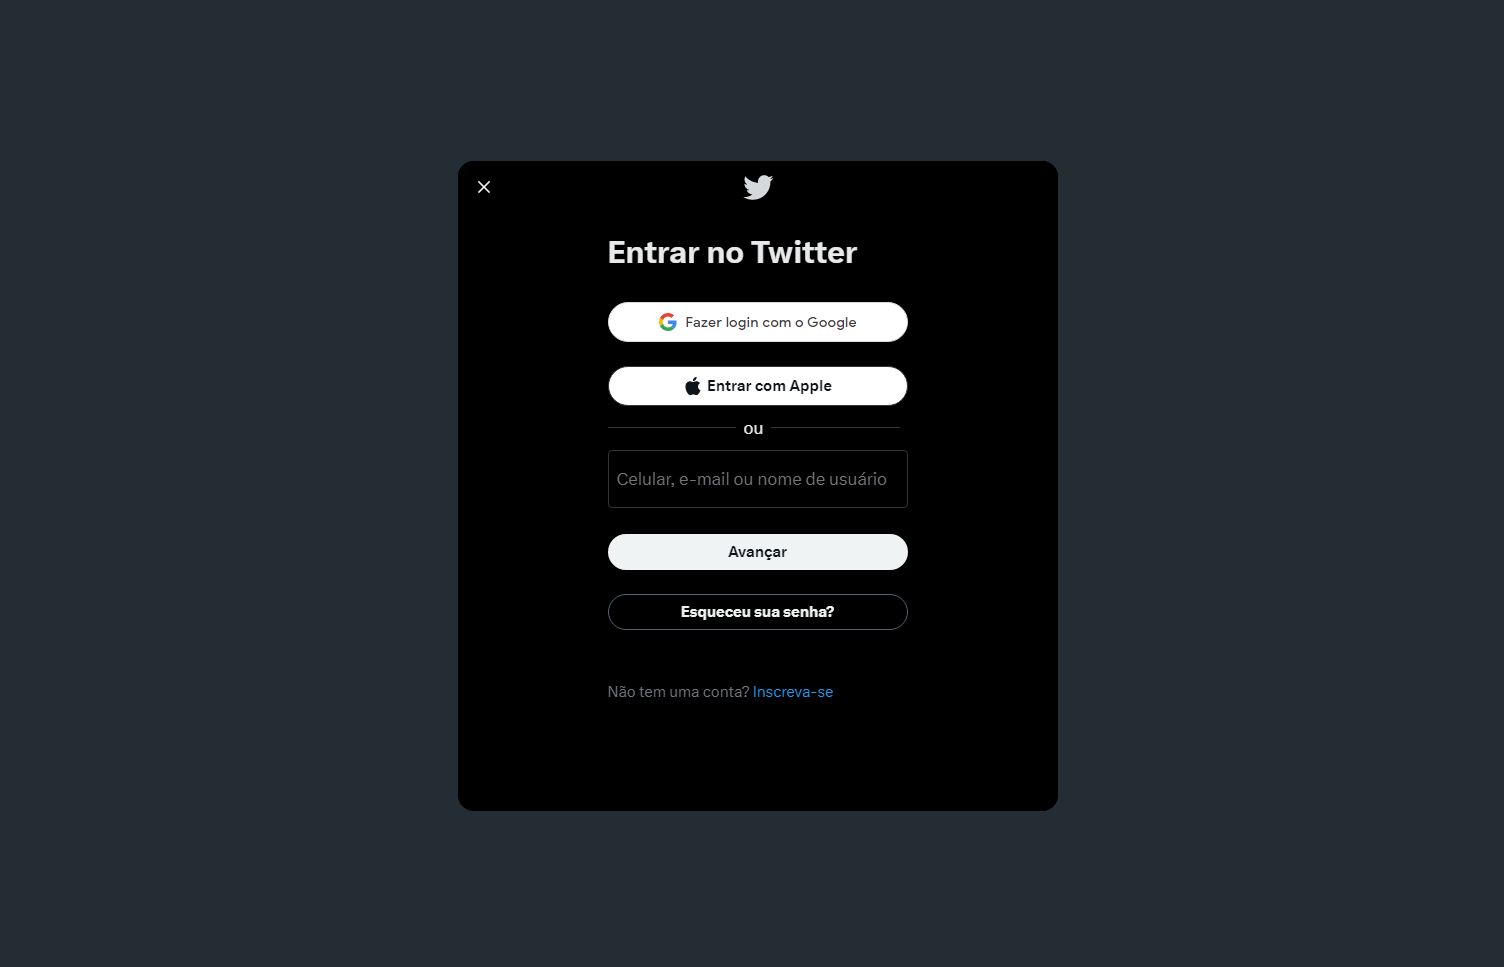 Entrar no Twitter
Fazer login com o Google
Entrar com Apple
ou
Celular, e-mail ou nome de usuário
Avançar
Esqueceu sua senha?
Não tem uma conta? Inscreva-se